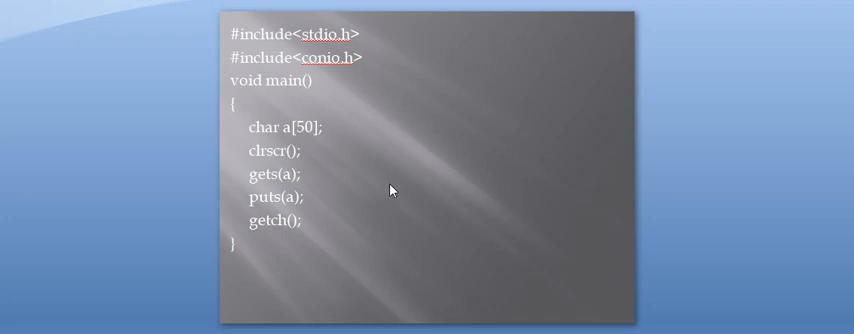 #include<stdio.h>
#include<conio.h>
void main()
{
char a[50];
clrscr();
gets(a);
puts(a);
getch();
}